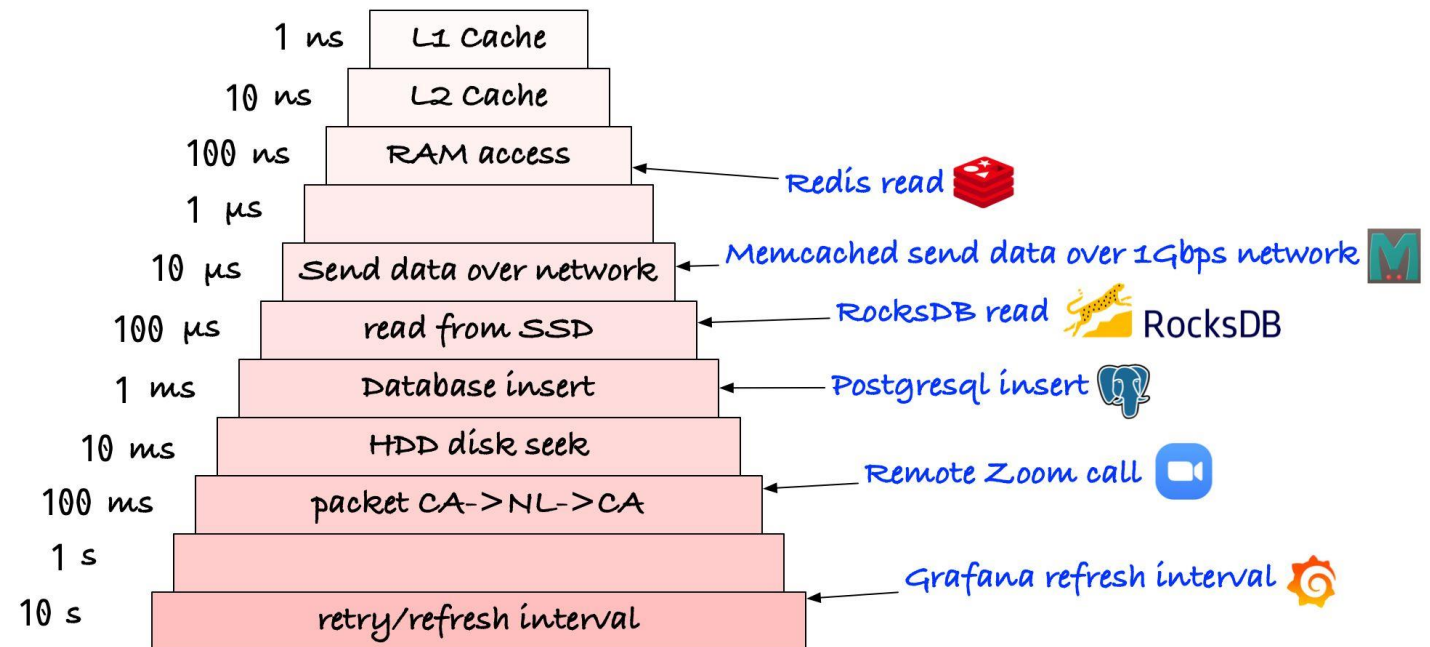 1 ns L1 Cache
10 ns L2 Cache
100 ns RAM access
Redis read
1 µs
10 µs Send data over network
Memcached send data over 1Gbps network
M
100 µs read from SSD
RocksDB read
RocksDB
1 ms Database insert
Postgresql insert
10 ms HDD disk seek
100 ms packet CA->NL->CA
Remote Zoom call
1 s
10 s retry/refresh interval
Grafana refresh interval